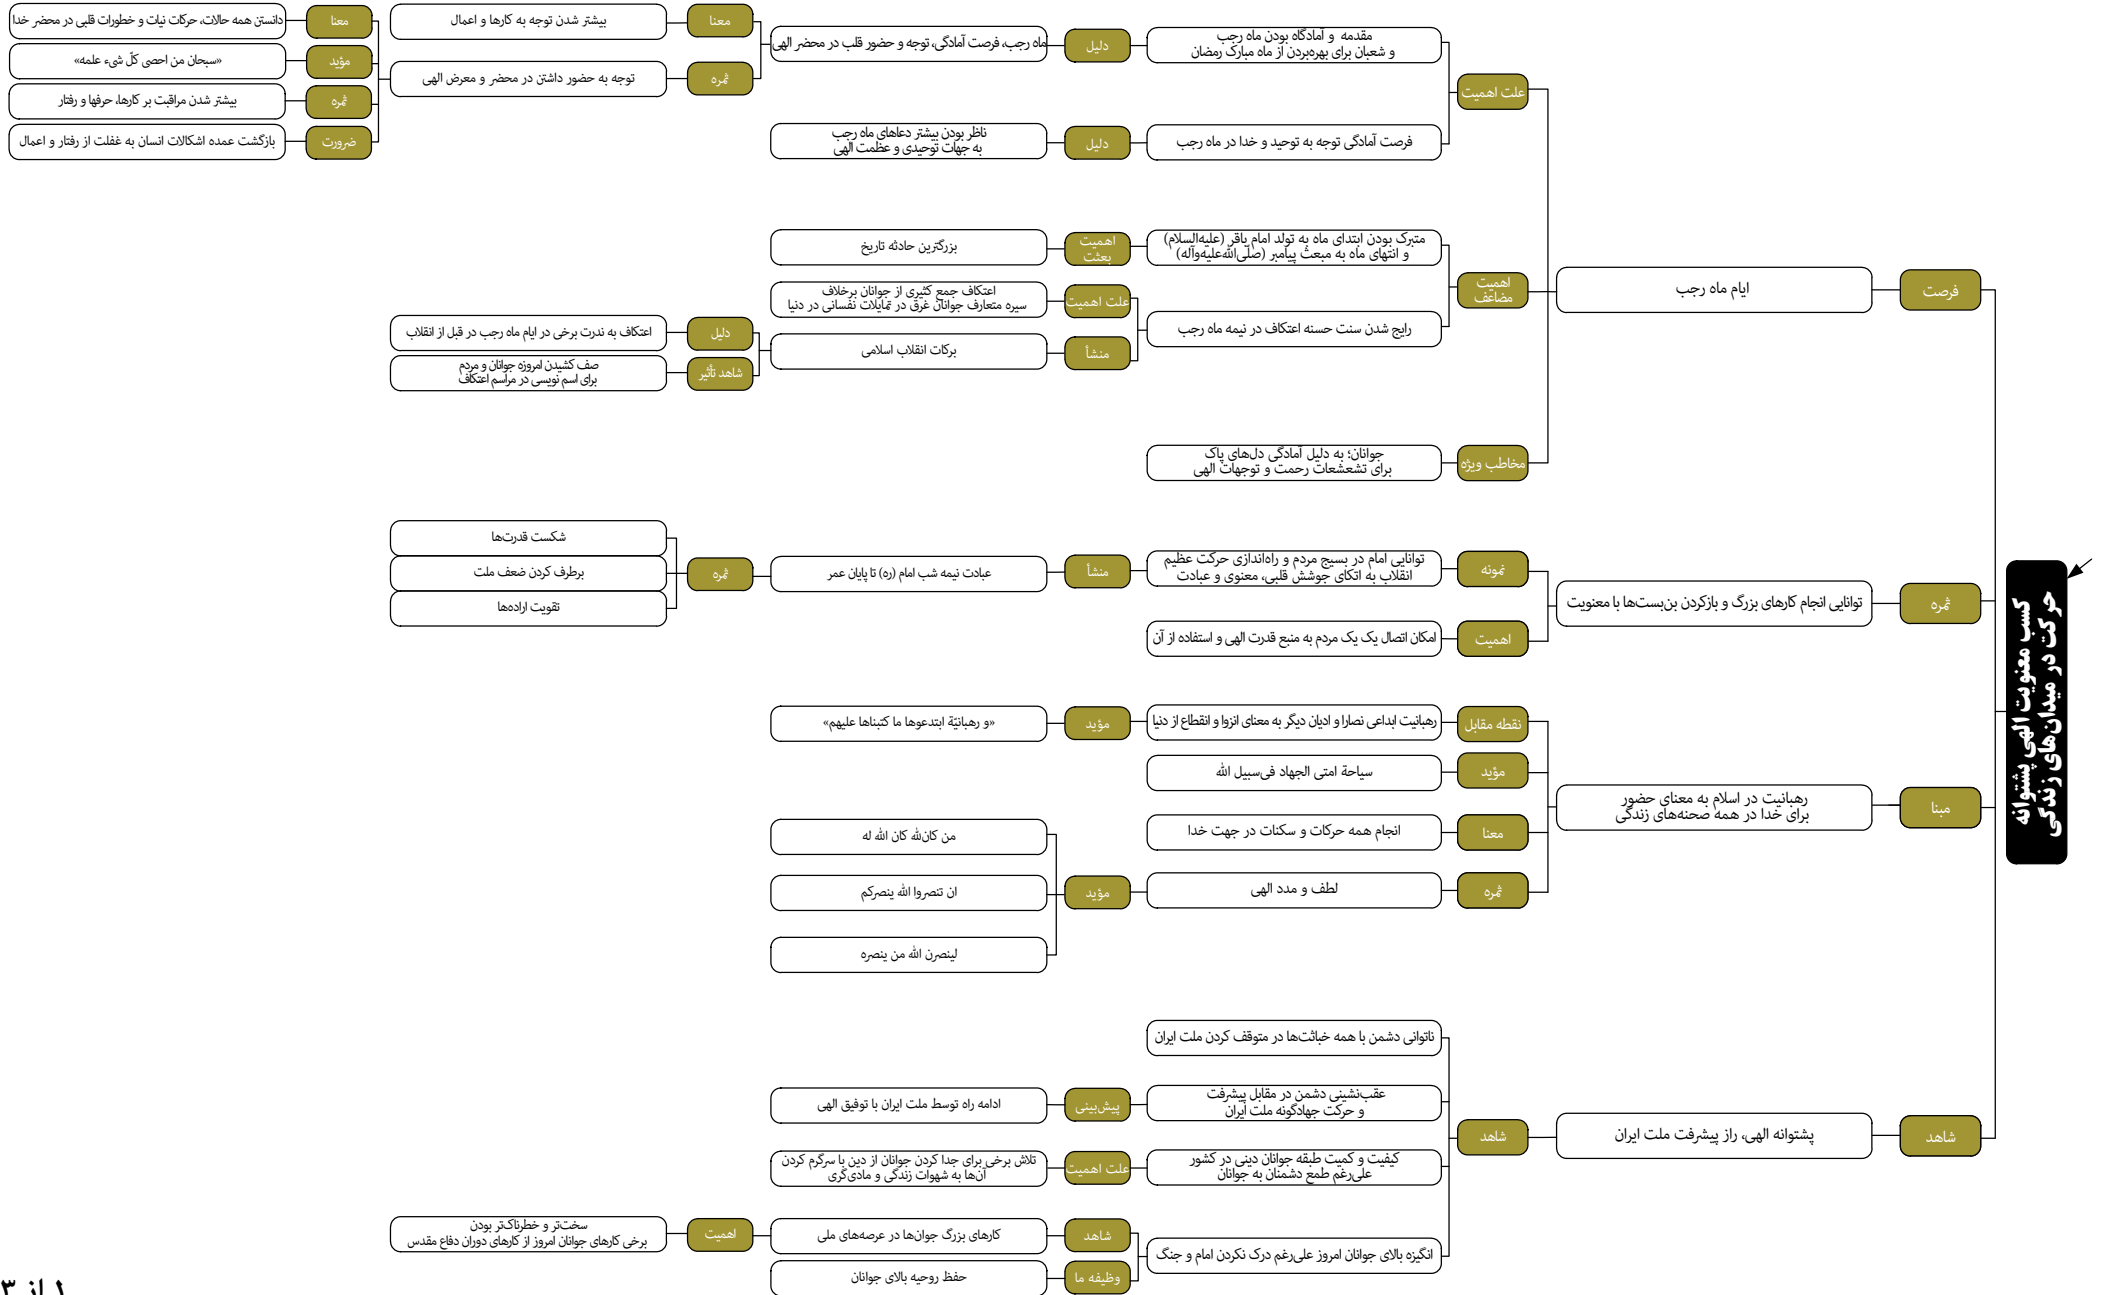 کسب معنویت الهی پشتوانه
حرکت در میدان‌های زندگی
فرصت
ایام ماه رجب
علت اهمیت
مقدمه و آمادگاه بودن ماه رجب
و شعبان برای بهره‌بردن از ماه مبارک رمضان
دلیل
ماه رجب، فرصت آمادگی، توجه و حضور قلب در محضر الهی
معنا
بیشتر شدن توجه به کارها و اعمال
ثمره
توجه به حضور داشتن در محضر و معرض الهی
معنا
دانستن همه حالات، حرکات نیات و خطورات قلبی در محضر خدا
مؤید
«سبحان من احصی کلّ شیء علمه»
ثمره
بیشتر شدن مراقبت بر کارها، حرفها و رفتار
ضرورت
بازگشت عمده اشکالات انسان به غفلت از رفتار و اعمال
فرصت آمادگی توجه به توحید و خدا در ماه رجب
دلیل
ناظر بودن بیشتر دعاهای ماه رجب
به جهات توحیدی و عظمت الهی
اهمیت
مضاعف
متبرک بودن ابتدای ماه به تولد امام باقر (علیه‌السلام)
و انتهای ماه به مبعث پیامبر (صلّی‌الله‌علیه‌وآله)
اهمیت
بعثت
بزرگترین حادثه تاریخ
رایج شدن سنت حسنه اعتکاف در نیمه ماه رجب
علت اهمیت
اعتکاف جمع کثیری از جوانان برخلاف
سیره متعارف جوانان غرق در تمایلات نفسانی در دنیا
منشأ
برکات انقلاب اسلامی
دلیل
اعتکاف به ندرت برخی در ایام ماه رجب در قبل از انقلاب
شاهد تأثیر
صف کشیدن امروزه جوانان و مردم
برای اسم نویسی در مراسم اعتکاف
مخاطب ویژه
جوانان؛ به دلیل آمادگی دل‌های پاک
برای تشعشعات رحمت و توجهات الهی
ثمره
توانایی انجام کارهای بزرگ و بازکردن بن‌بست‌ها با معنویت
نمونه
توانایی امام در بسیج مردم و راه‌اندازی حرکت عظیم
انقلاب به اتکای جوشش قلبی، معنوی و عبادت
منشأ
عبادت نیمه شب امام (ره) تا پایان عمر
ثمره
شکست قدرت‌ها
برطرف کردن ضعف ملت
تقویت اراده‌ها
اهمیت
امکان اتصال یک یک مردم به منبع قدرت الهی و استفاده از آن
مبنا
رهبانیت در اسلام به معنای حضور
برای خدا در همه صحنه‌های زندگی
نقطه مقابل
رهبانیت ابداعی نصارا و ادیان دیگر به معنای انزوا و انقطاع از دنیا
مؤید
«و رهبانیّة ابتدعوها ما کتبناها علیهم»
مؤید
سیاحة امتی الجهاد فی‌سبیل الله
معنا
انجام همه حرکات و سکنات در جهت خدا
ثمره
لطف و مدد الهی
مؤید
من کان‌لله کان الله له
ان تنصروا الله ینصرکم
لینصرن الله من ینصره
شاهد
پشتوانه الهی، راز پیشرفت ملت ایران
شاهد
ناتوانی دشمن با همه خباثت‌ها در متوقف کردن ملت ایران
عقب‌نشینی دشمن در مقابل پیشرفت
و حرکت جهادگونه ملت ایران
پیش‌بینی
ادامه راه توسط ملت ایران با توفیق الهی
کیفیت و کمیت طبقه جوانان دینی در کشور
علی‌رغم طمع دشمنان به جوانان
علت اهمیت
تلاش برخی برای جدا کردن جوانان از دین با سرگرم کردن
آن‌ها به شهوات زندگی و مادی‌گری
انگیزه بالای جوانان امروز علی‌رغم درک نکردن امام و جنگ
شاهد
کارهای بزرگ جوان‌ها در عرصه‌های ملی
اهمیت
سخت‌تر و خطرناک‌تر بودن
برخی کارهای جوانان امروز از کارهای دوران دفاع مقدس
وظیفه ما
حفظ روحیه بالای جوانان
۱ از ۳